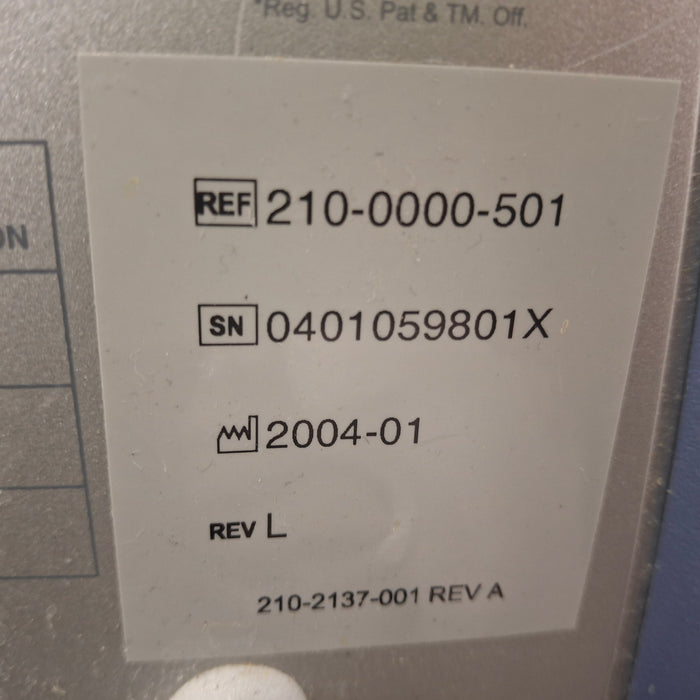 *Reg. U.S. Pat & TM. Off.
ON
REF 210-0000-501
SN 0401059801X
2004-01
REV L
210-2137-001 REV A